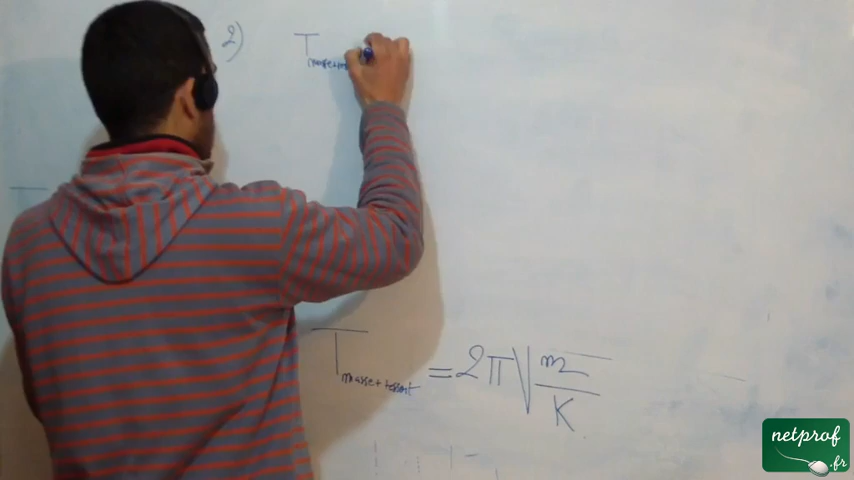 2) T
T masse + ressort = 2π√m/K
netprof
.fr